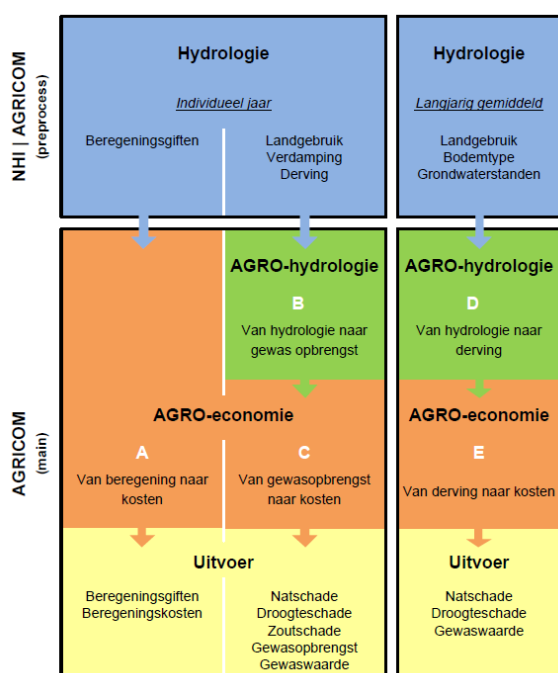 NHI | AGRICOM
(preprocess)
Hydrologie
Individueel jaar
Beregeningsgiften
Landgebruik
Verdamping
Derving
Hydrologie
Langjarig gemiddeld
Landgebruik
Bodemtype
Grondwaterstanden
AGRICOM
(main)
AGRO-hydrologie
B
Van hydrologie naar
gewas opbrengst
AGRO-hydrologie
D
Van hydrologie naar
derving
AGRO-economie
A
Van beregening naar
kosten
C
Van gewasopbrengst
naar kosten
AGRO-economie
E
Van derving naar kosten
Uitvoer
Beregeningsgiften
Beregeningskosten
Natschade
Droogteschade
Zoutschade
Gewasopbrengst
Gewaswaarde
Uitvoer
Natschade
Droogteschade
Gewaswaarde